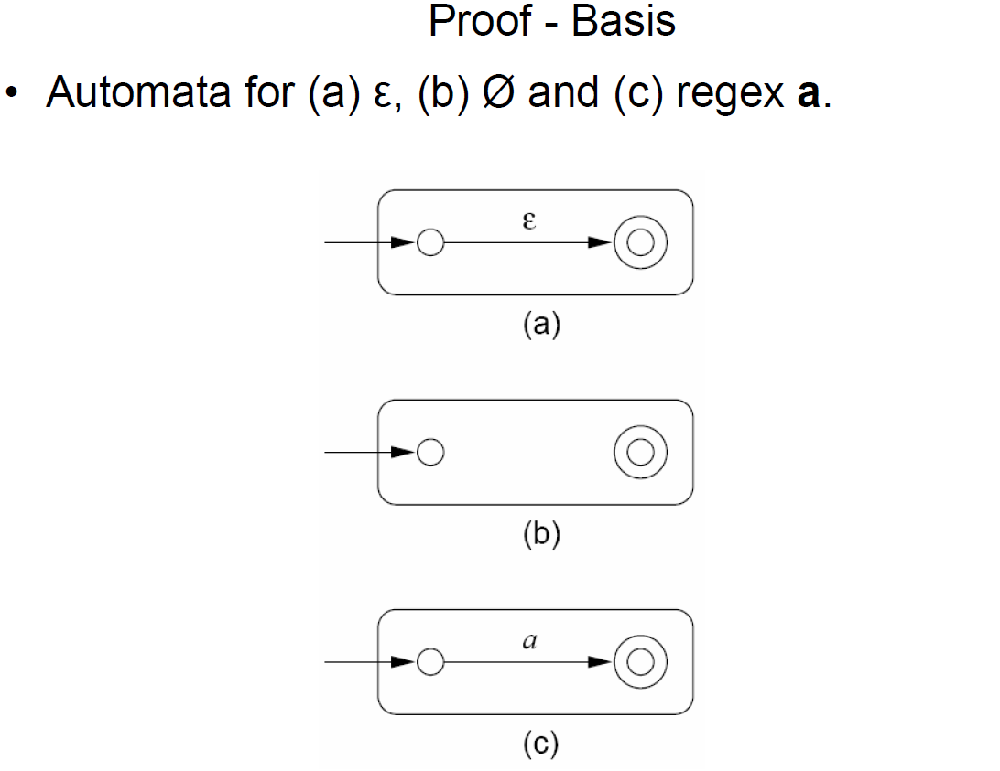 Proof - Basis
• Automata for (a) ε, (b) Ø and (c) regex a.
ε
(a)
(b)
a
(c)